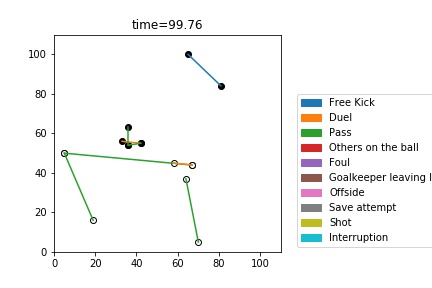 time=99.76
100
80
60
40
20
0
0 20 40 60 80 100
Free Kick
Duel
Pass
Others on the ball
Foul
Goalkeeper leaving l
Offside
Save attempt
Shot
Interruption